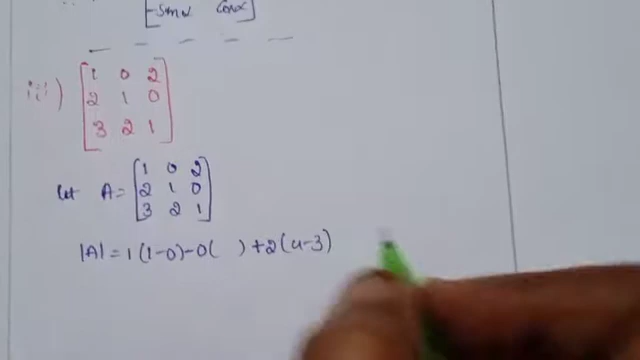 -Sinα Cosα]
iii) [1 0 2
2 1 0
3 2 1]
Let A = [1 0 2
2 1 0
3 2 1]
|A| = 1(1-0)-0( ) +2(4-3)